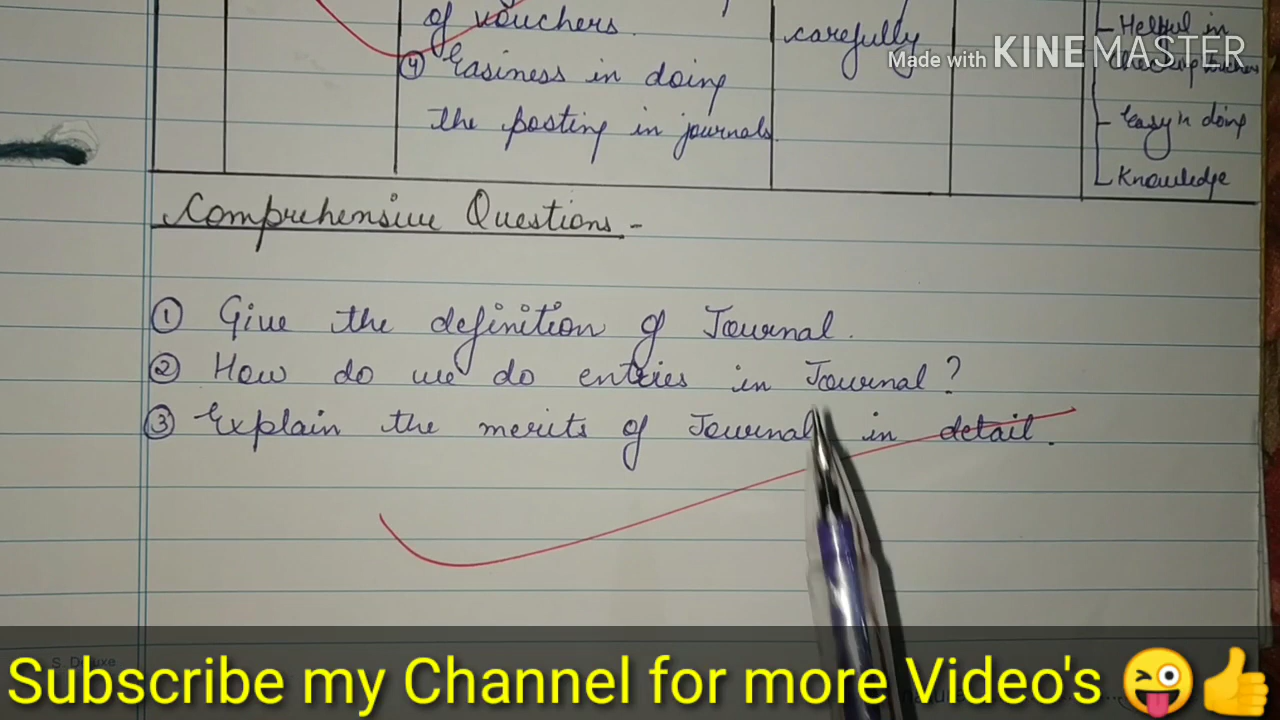 of vouchers.
④ Easiness in doing
the posting in journals.
carefully
Helpful in
Checking vouchers
Easy in doing
Knowledge
Made with KINEMASTER
Comprehensive Questions -
① Give the definition of Journal.
② How do we do entries in Journal?
③ Explain the merits of Journal in detail.
Subscribe my Channel for more Video's 😜👍